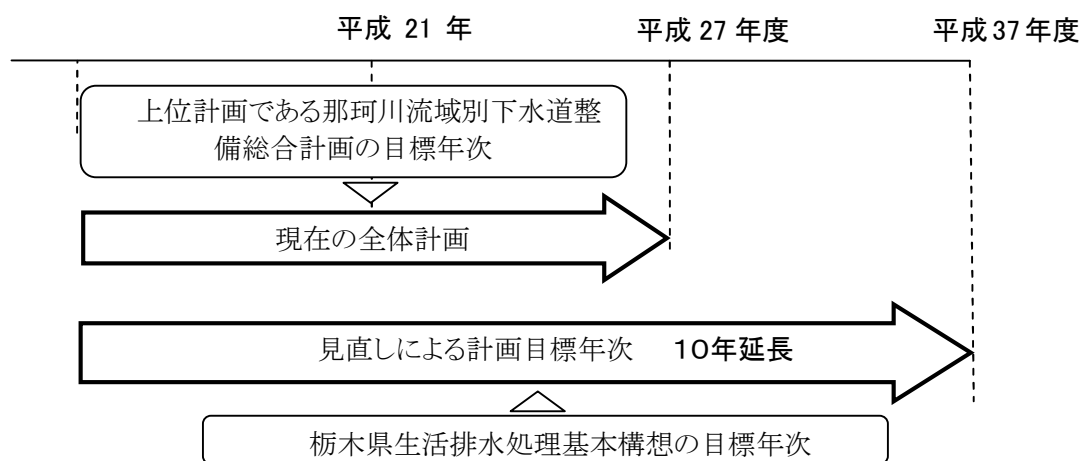 平成 21 年 平成 27 年度 平成 37 年度
上位計画である那珂川流域別下水道整
備総合計画の目標年次
現在の全体計画
見直しによる計画目標年次 10年延長
栃木県生活排水処理基本構想の目標年次